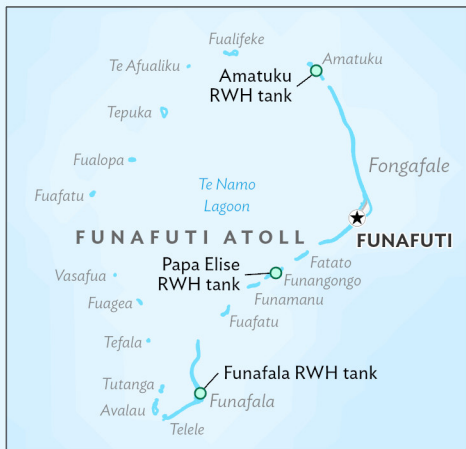 Fualifeke
Te Afualiku
Amatuku
Amatuku
RWH tank
Tepuka
Fualopa
Fongafale
Te Namo
Lagoon
Fuafatu
FUNAFUTI ATOLL
FUNAFUTI
Papa Elise
RWH tank
Fatato
Funangongo
Vasafua
Funamanu
Fuagea
Fuafatu
Tefala
Funafala RWH tank
Tutanga
Funafala
Avalau
Telele